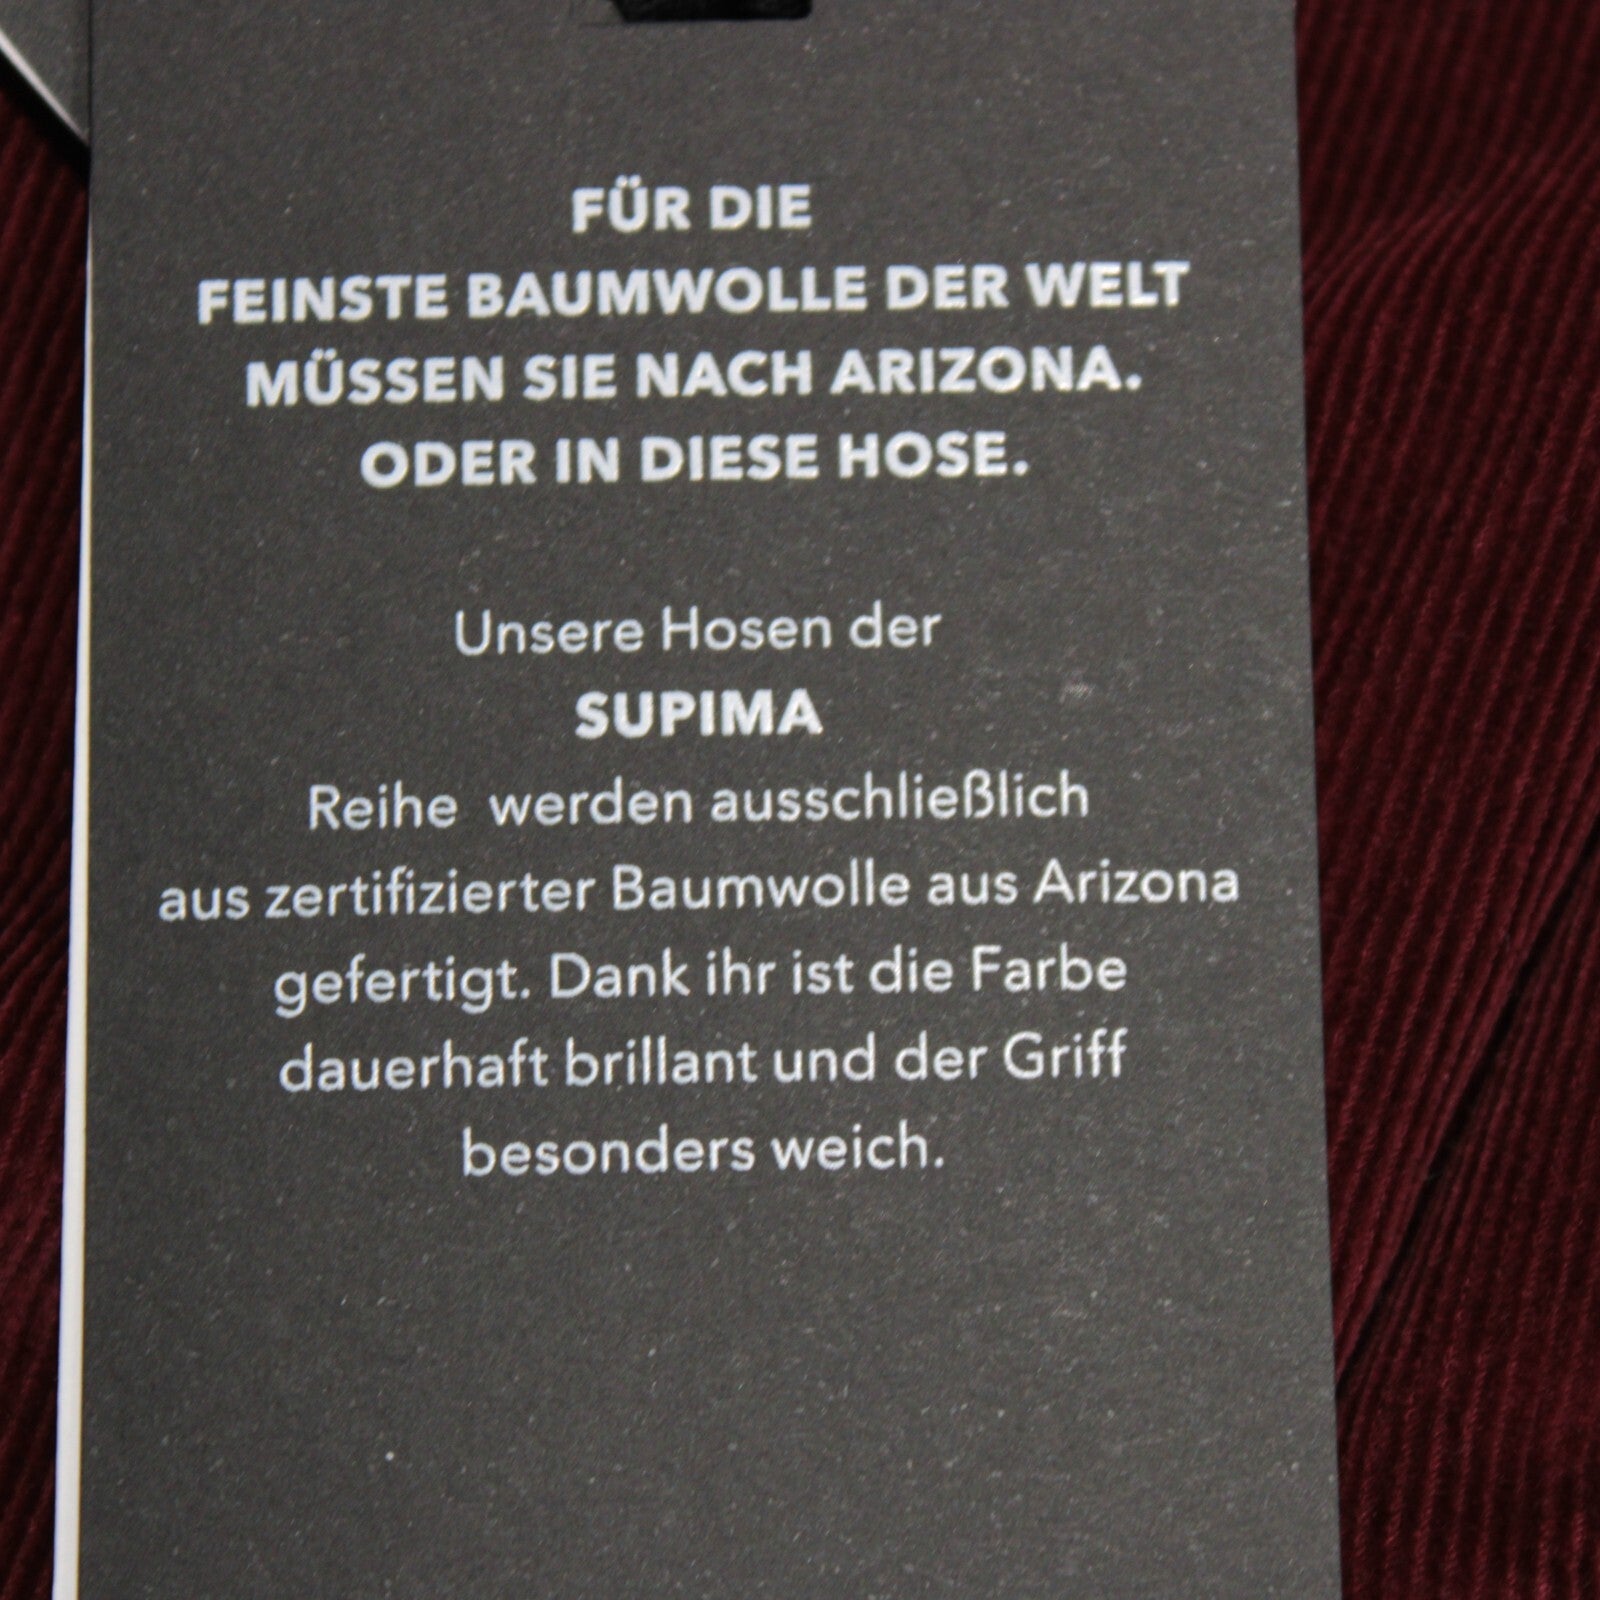 FÜR DIE
FEINSTE BAUMWOLLE DER WELT
MÜSSEN SIE NACH ARIZONA.
ODER IN DIESE HOSE.
Unsere Hosen der
SUPIMA
Reihe werden ausschließlich
aus zertifizierter Baumwolle aus Arizona
gefertigt. Dank ihr ist die Farbe
dauerhaft brillant und der Griff
besonders weich.